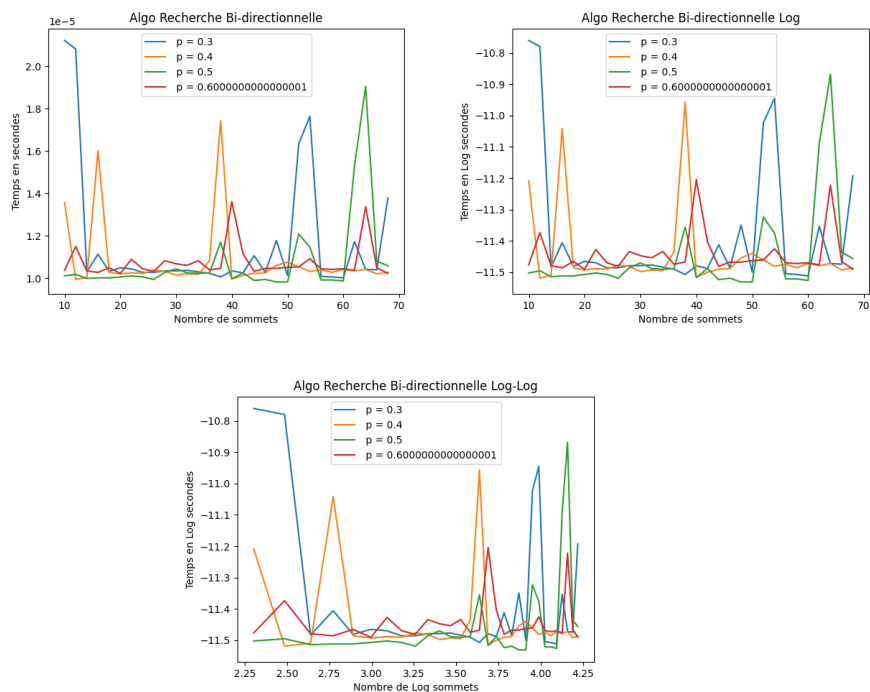 Algo Recherche Bi-directionnelle
1e−5
p = 0.3
p = 0.4
p = 0.5
p = 0.6000000000000001
2.0
1.8
1.6
1.4
1.2
1.0
Temps en secondes
10 20 30 40 50 60 70
Nombre de sommets
Algo Recherche Bi-directionnelle Log
p = 0.3
p = 0.4
p = 0.5
p = 0.6000000000000001
−10.8
−10.9
−11.0
−11.1
−11.2
−11.3
−11.4
−11.5
Temps en Log secondes
10 20 30 40 50 60 70
Nombre de sommets
Algo Recherche Bi-directionnelle Log-Log
p = 0.3
p = 0.4
p = 0.5
p = 0.6000000000000001
−10.8
−10.9
−11.0
−11.1
−11.2
−11.3
−11.4
−11.5
Temps en Log secondes
2.25 2.50 2.75 3.00 3.25 3.50 3.75 4.00 4.25
Nombre de Log sommets